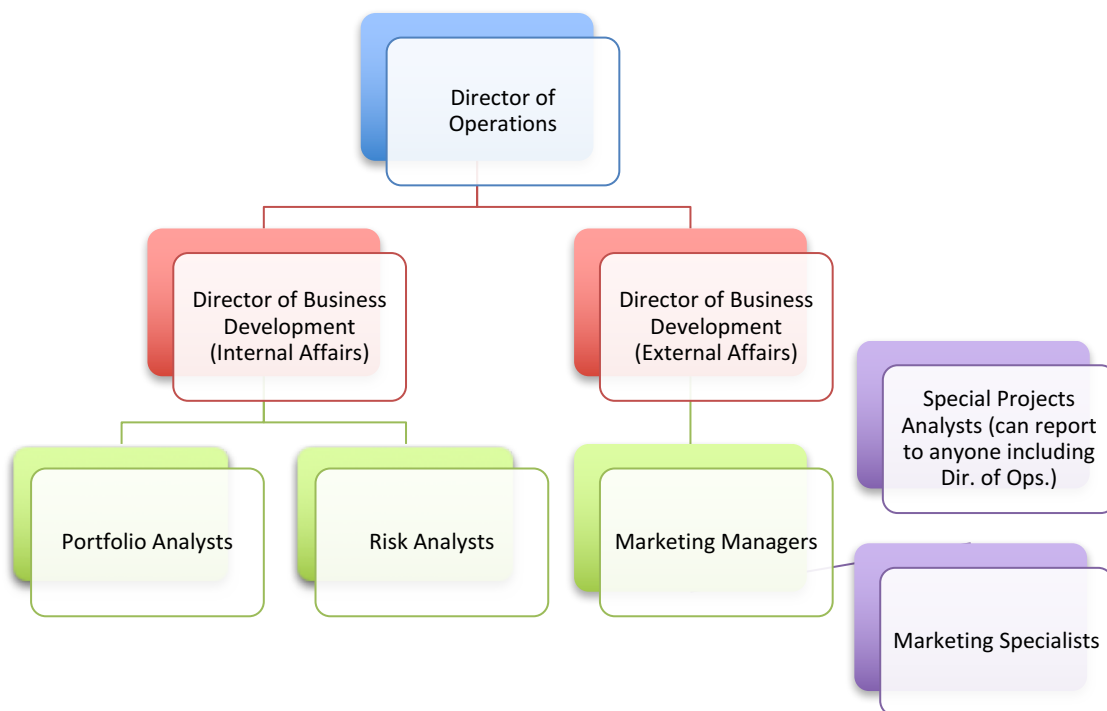 Director of
Operations
Director of Business
Development
(Internal Affairs)
Director of Business
Development
(External Affairs)
Special Projects
Analysts (can report
to anyone including
Dir. of Ops.)
Portfolio Analysts
Risk Analysts
Marketing Managers
Marketing Specialists